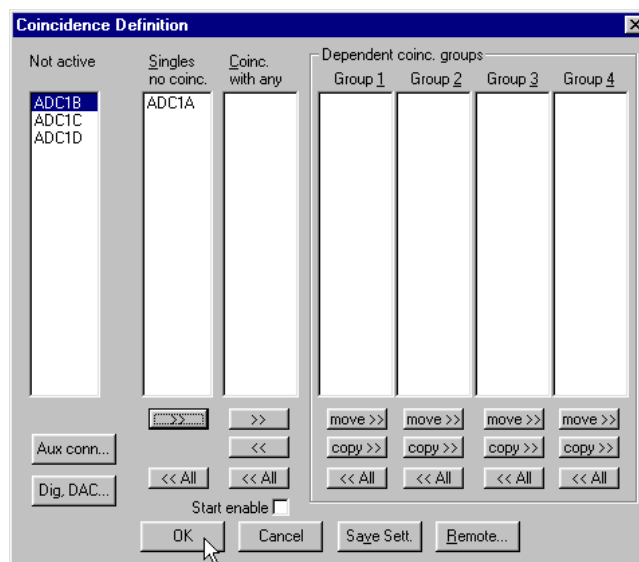 Coincidence Definition
Not active
Singles no coinc.
Coinc. with any
Dependent coinc. groups
Group 1
Group 2
Group 3
Group 4
ADC1B
ADC1C
ADC1D
ADC1A
>>
>>
move >>
move >>
move >>
move >>
Aux conn...
<<
copy >>
copy >>
copy >>
copy >>
<< All
<< All
<< All
<< All
<< All
<< All
Dig, DAC...
Start enable
OK
Cancel
Save Sett.
Remote...